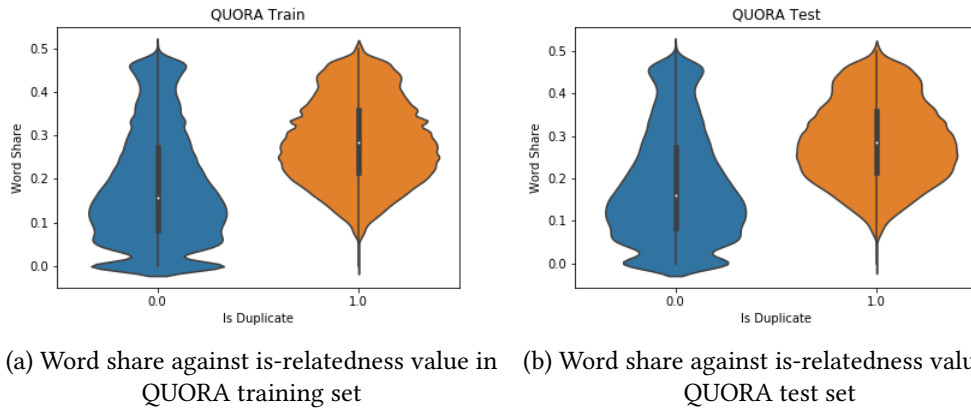 QUORA Train
Word Share
0.5
0.4
0.3
0.2
0.1
0.0
0.0
1.0
Is Duplicate
QUORA Test
Word Share
0.5
0.4
0.3
0.2
0.1
0.0
0.0
1.0
Is Duplicate
(a) Word share against is-relatedness value in
QUORA training set
(b) Word share against is-relatedness valu
QUORA test set